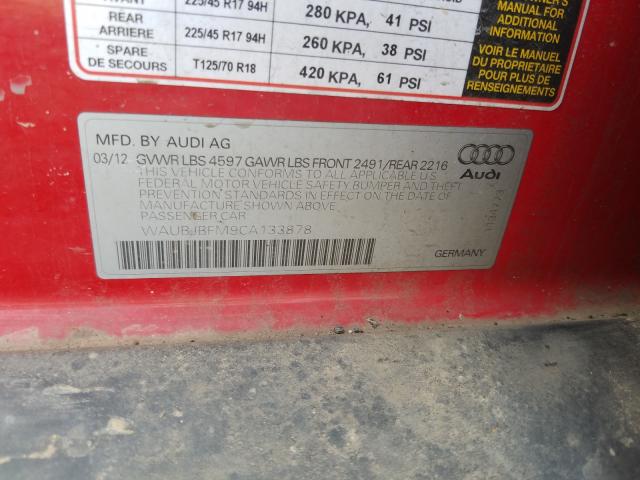 225/45 R17 94H 280 KPA, 41 PSI
REAR
ARRIERE 225/45 R17 94H 260 KPA, 38 PSI
SPARE
DE SECOURS T125/70 R18 420 KPA, 61 PSI
MANUAL FOR
ADDITIONAL
INFORMATION
VOIR LE MANUEL
DU PROPRIETAIRE
POUR PLUS DE
RENSEIGNEMENTS
MFD. BY AUDI AG
03/12 GVWR LBS 4597 GAWR LBS FRONT 2491/REAR 2216
THIS VEHICLE CONFORMS TO ALL APPLICABLE U.S
FEDERAL MOTOR VEHICLE SAFETY BUMPER AND THEFT
PREVENTION STANDARDS IN EFFECT ON THE DATE OF
MANUFACTURE SHOWN ABOVE.
PASSENGER CAR
WAUBJBFM9CA133878
Audi
GERMANY